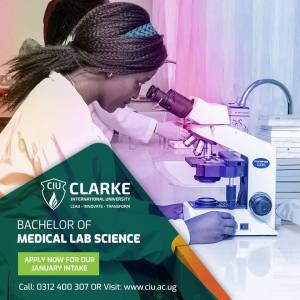 CIU
CLARKE
INTERNATIONAL UNIVERSITY
LEAD - INNOVATE - TRANSFORM
BACHELOR OF
MEDICAL LAB SCIENCE
APPLY NOW FOR OUR
JANUARY INTAKE
Call: 0312 400 307 OR Visit: www.ciu.ac.ug